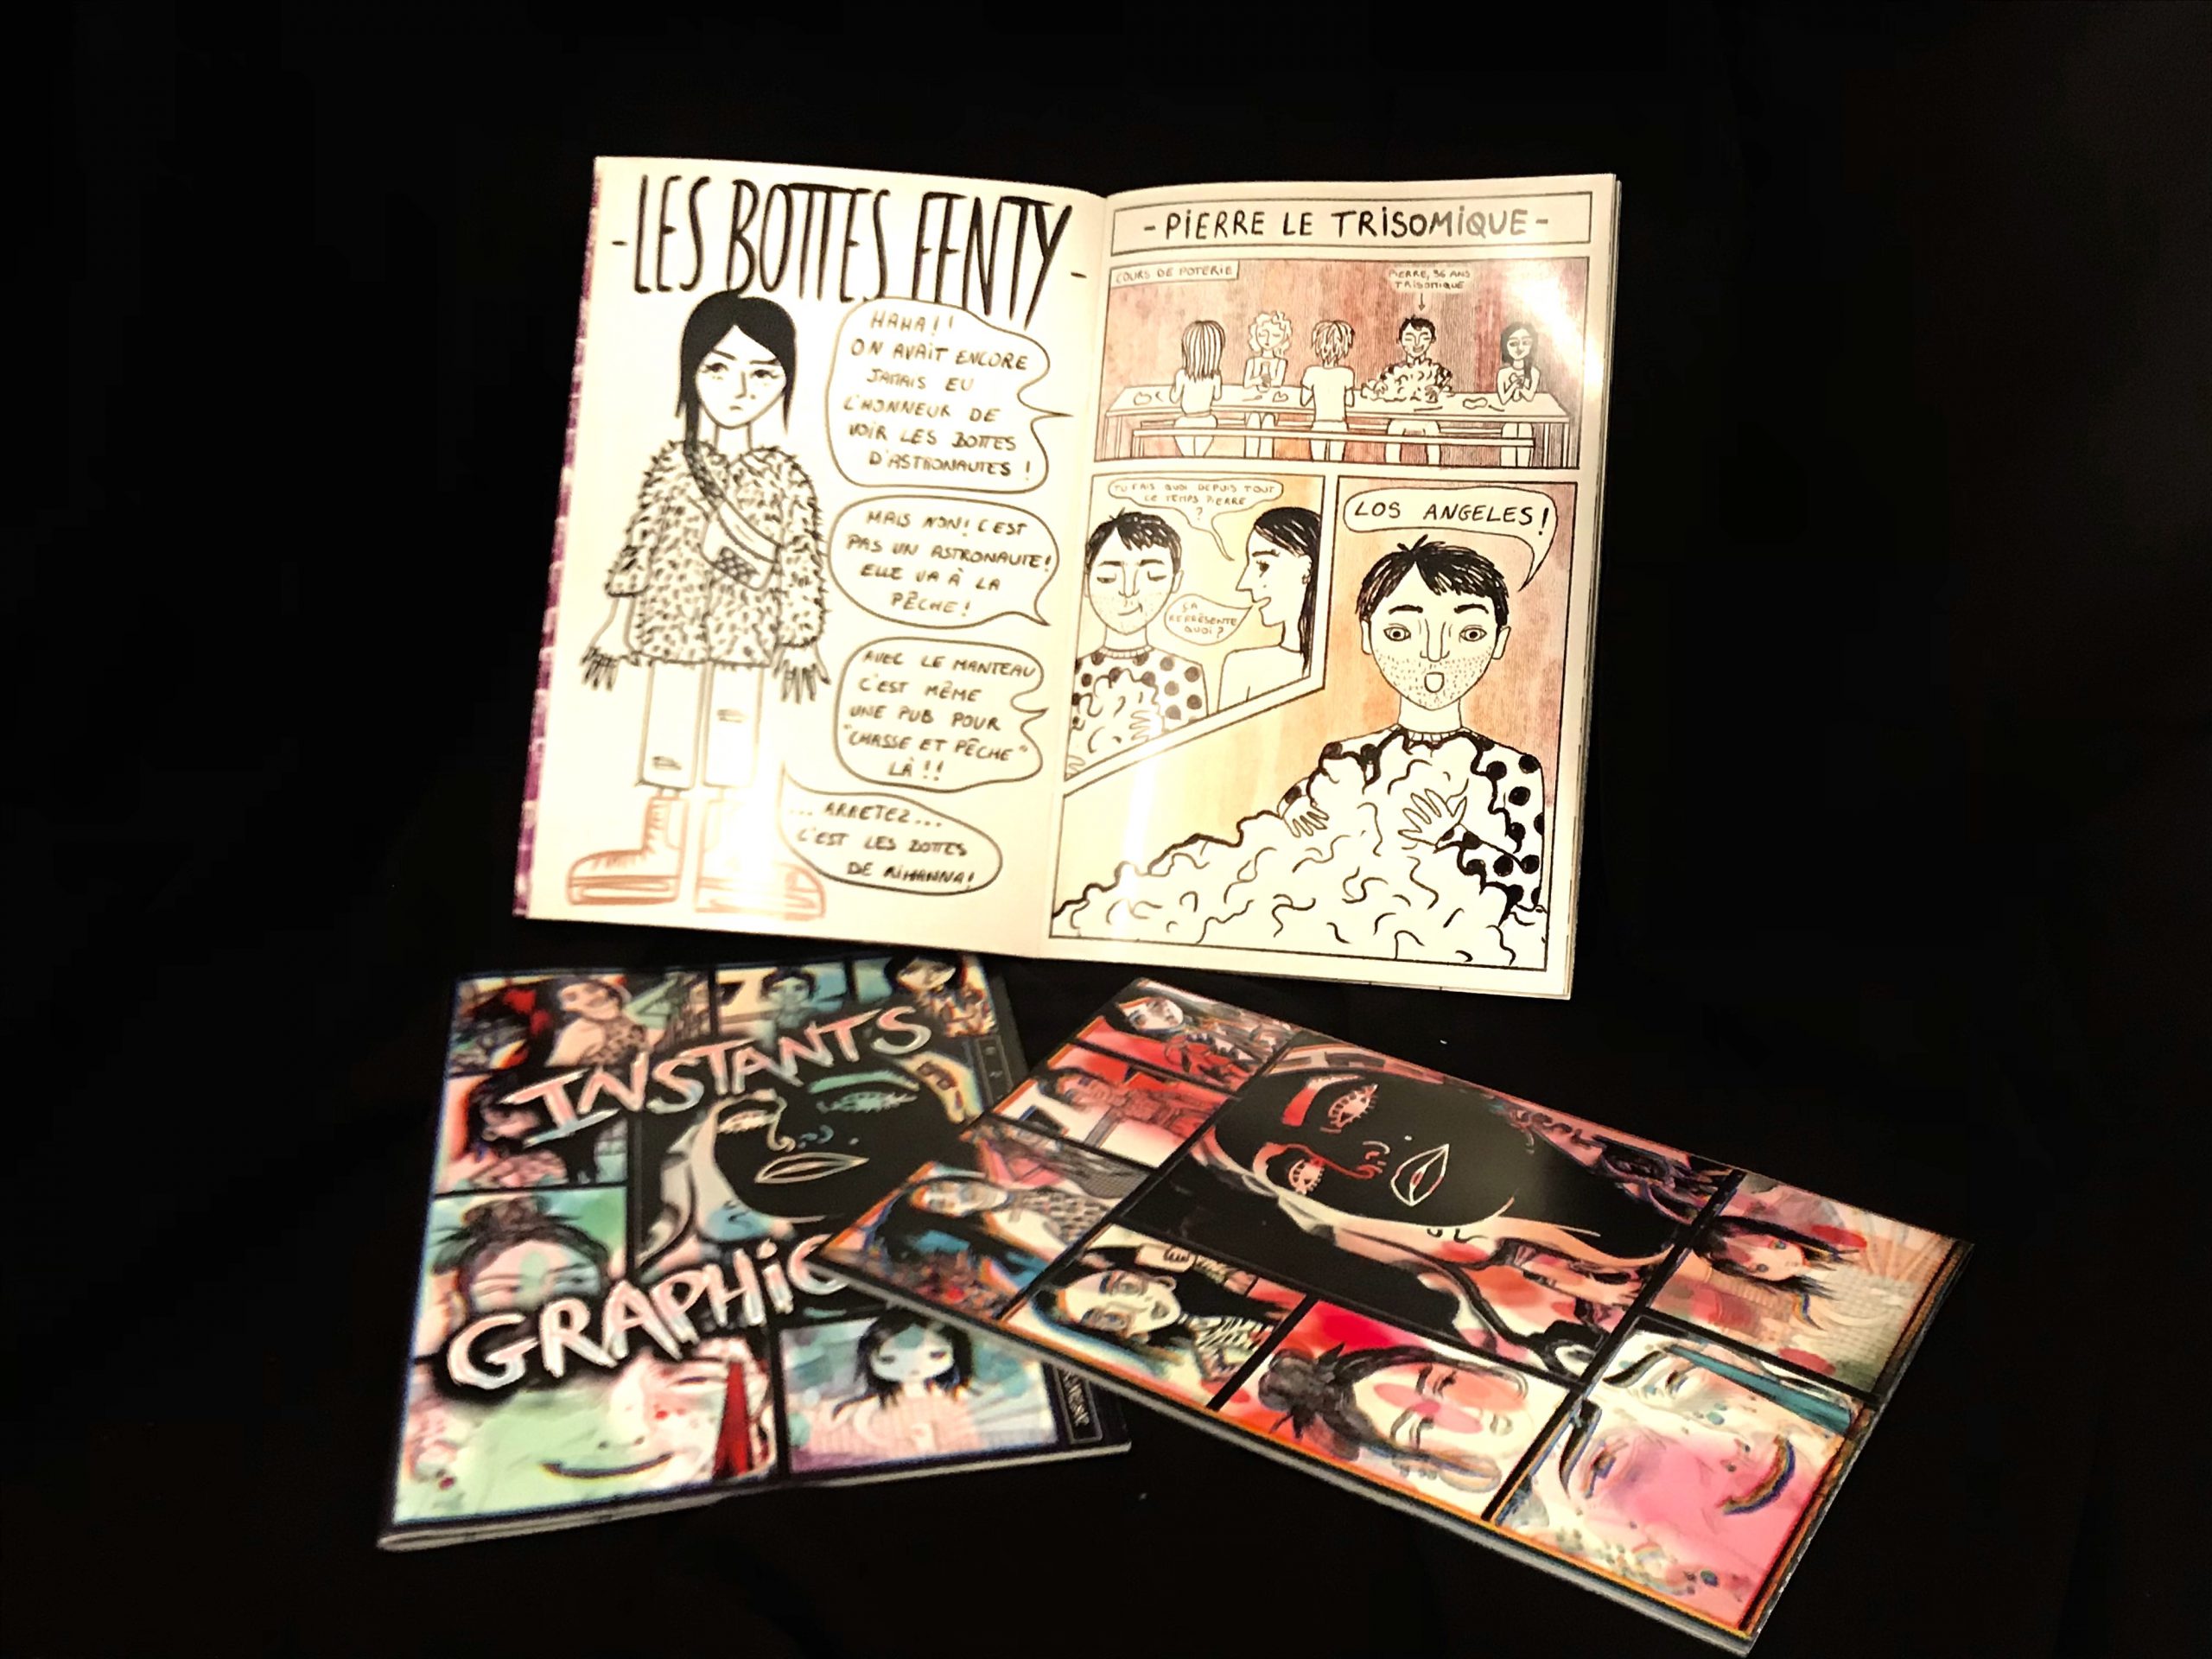 -LES BOTTES FENTY-
HAHA!!
ON AVAIT ENCORE
JAMAIS EU
L'HONNEUR DE
VOIR LES BOTTES
D'ASTRONAUTES !
MAIS NON! C'EST
PAS UN ASTRONAUTE!
ELLE VA À LA
PÊCHE!
AVEC LE MANTEAU
C'EST MÊME
UNE PUB POUR
"CHASSE ET PÊCHE"
LÀ !!
... ARRETEZ...
C'EST LES BOTTES
DE RIHANNA!
-PIERRE LE TRISOMIQUE-
COURS DE POTERIE
PIERRE, 36 ANS
TRISOMIQUE
TU FAIS QUOI DEPUIS TOUT
CE TEMPS PIERRE
?
SA
REPRÉSENTE
QUOI?
LOS ANGELES!
INSTANTS
GRAPHIC